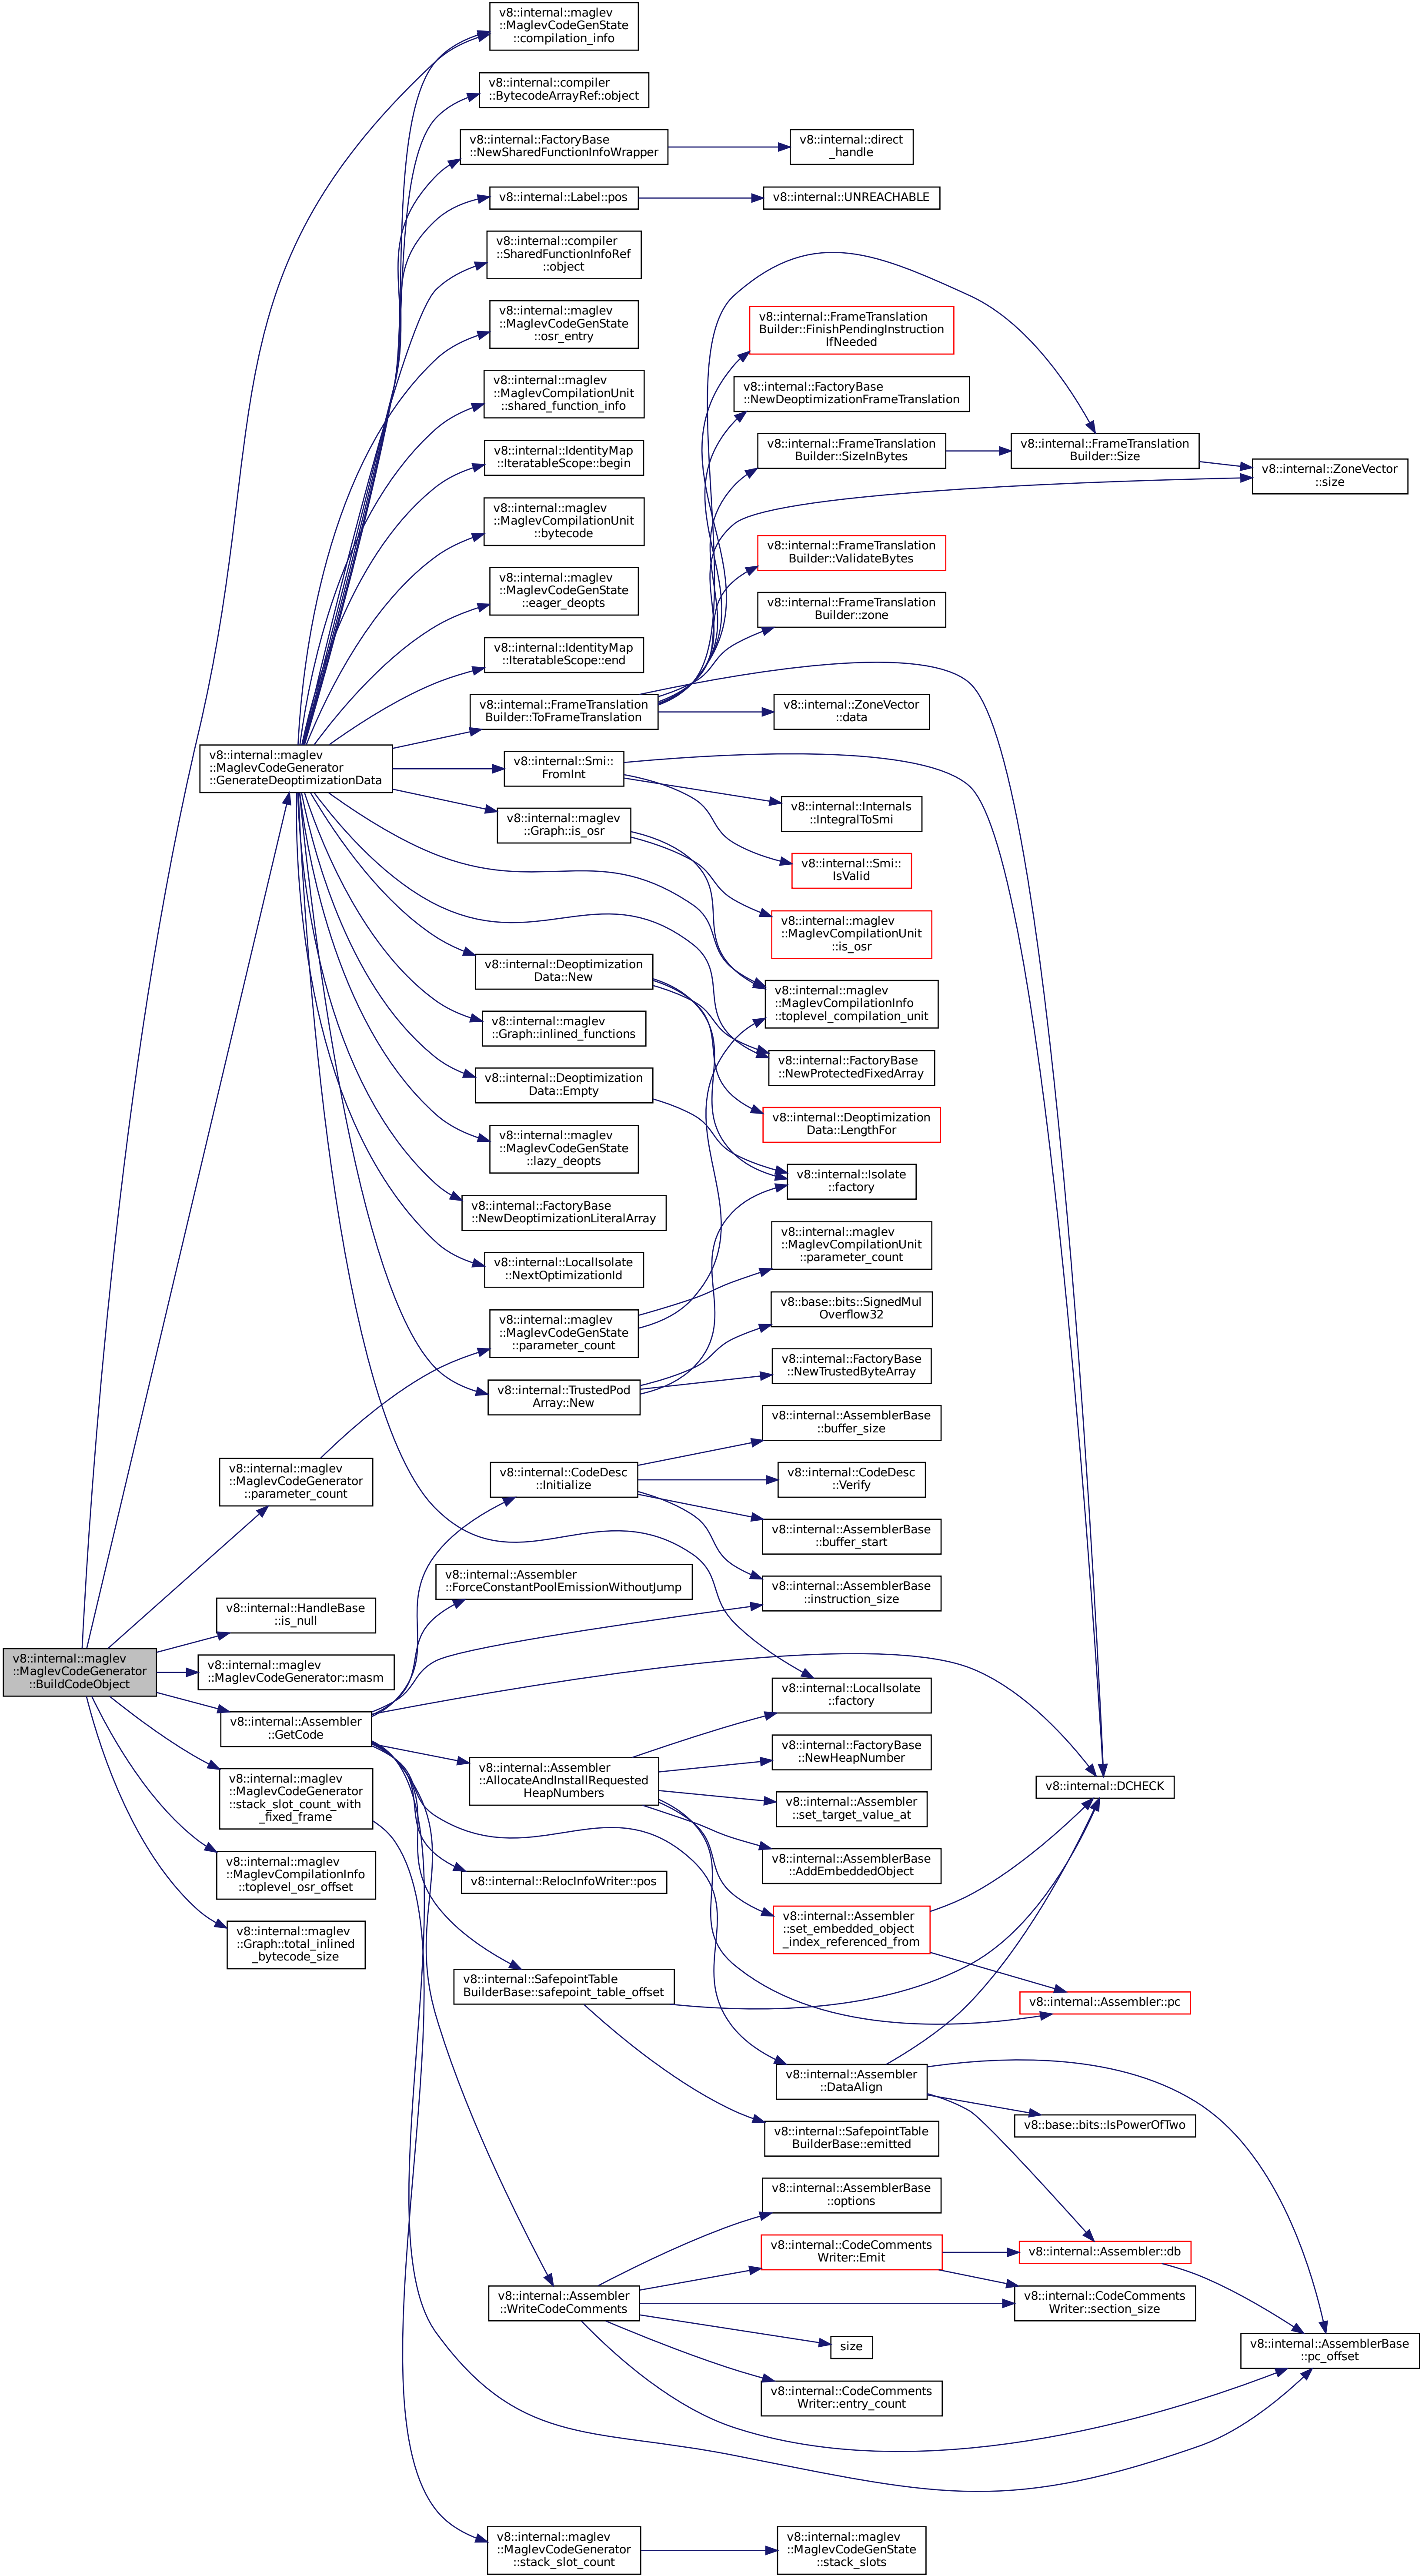 v8::internal::maglev
::MaglevCodeGenState
::compilation_info
v8::internal::compiler
::BytecodeArrayRef::object
v8::internal::FactoryBase
::NewSharedFunctionInfoWrapper
v8::internal::direct
_handle
v8::internal::Label::pos
v8::internal::UNREACHABLE
v8::internal::compiler
::SharedFunctionInfoRef
::object
v8::internal::maglev
::MaglevCodeGenState
::osr_entry
v8::internal::FrameTranslation
Builder::FinishPendingInstruction
IfNeeded
v8::internal::maglev
::MaglevCompilationUnit
::shared_function_info
v8::internal::FactoryBase
::NewDeoptimizationFrameTranslation
v8::internal::IdentityMap
::IteratableScope::begin
v8::internal::FrameTranslation
Builder::SizeInBytes
v8::internal::FrameTranslation
Builder::Size
v8::internal::ZoneVector
::size
v8::internal::maglev
::MaglevCompilationUnit
::bytecode
v8::internal::FrameTranslation
Builder::ValidateBytes
v8::internal::maglev
::MaglevCodeGenState
::eager_deopts
v8::internal::FrameTranslation
Builder::zone
v8::internal::IdentityMap
::IteratableScope::end
v8::internal::FrameTranslation
Builder::ToFrameTranslation
v8::internal::ZoneVector
::data
v8::internal::maglev
::MaglevCodeGenerator
::GenerateDeoptimizationData
v8::internal::Smi::
FromInt
v8::internal::Internals
::IntegralToSmi
v8::internal::maglev
::Graph::is_osr
v8::internal::Smi::
IsValid
v8::internal::maglev
::MaglevCompilationUnit
::is_osr
v8::internal::Deoptimization
Data::New
v8::internal::maglev
::MaglevCompilationInfo
::toplevel_compilation_unit
v8::internal::maglev
::Graph::inlined_functions
v8::internal::FactoryBase
::NewProtectedFixedArray
v8::internal::Deoptimization
Data::Empty
v8::internal::Deoptimization
Data::LengthFor
v8::internal::maglev
::MaglevCodeGenState
::lazy_deopts
v8::internal::Isolate
::factory
v8::internal::FactoryBase
::NewDeoptimizationLiteralArray
v8::internal::maglev
::MaglevCompilationUnit
::parameter_count
v8::internal::LocalIsolate
::NextOptimizationId
v8::internal::maglev
::MaglevCodeGenState
::parameter_count
v8::base::bits::SignedMul
Overflow32
v8::internal::TrustedPod
Array::New
v8::internal::FactoryBase
::NewTrustedByteArray
v8::internal::AssemblerBase
::buffer_size
v8::internal::maglev
::MaglevCodeGenerator
::parameter_count
v8::internal::CodeDesc
::Initialize
v8::internal::CodeDesc
::Verify
v8::internal::AssemblerBase
::buffer_start
v8::internal::Assembler
::ForceConstantPoolEmissionWithoutJump
v8::internal::AssemblerBase
::instruction_size
v8::internal::HandleBase
::is_null
v8::internal::maglev
::MaglevCodeGenerator
::BuildCodeObject
v8::internal::maglev
::MaglevCodeGenerator::masm
v8::internal::LocalIsolate
::factory
v8::internal::Assembler
::GetCode
v8::internal::FactoryBase
::NewHeapNumber
v8::internal::Assembler
::AllocateAndInstallRequested
HeapNumbers
v8::internal::DCHECK
v8::internal::maglev
::MaglevCodeGenerator
::stack_slot_count_with
_fixed_frame
v8::internal::Assembler
::set_target_value_at
v8::internal::AssemblerBase
::AddEmbeddedObject
v8::internal::maglev
::MaglevCompilationInfo
::toplevel_osr_offset
v8::internal::RelocInfoWriter::pos
v8::internal::Assembler
::set_embedded_object
_index_referenced_from
v8::internal::maglev
::Graph::total_inlined
_bytecode_size
v8::internal::SafepointTable
BuilderBase::safepoint_table_offset
v8::internal::Assembler::pc
v8::internal::Assembler
::DataAlign
v8::base::bits::IsPowerOfTwo
v8::internal::SafepointTable
BuilderBase::emitted
v8::internal::AssemblerBase
::options
v8::internal::CodeComments
Writer::Emit
v8::internal::Assembler::db
v8::internal::Assembler
::WriteCodeComments
v8::internal::CodeComments
Writer::section_size
size
v8::internal::AssemblerBase
::pc_offset
v8::internal::CodeComments
Writer::entry_count
v8::internal::maglev
::MaglevCodeGenerator
::stack_slot_count
v8::internal::maglev
::MaglevCodeGenState
::stack_slots